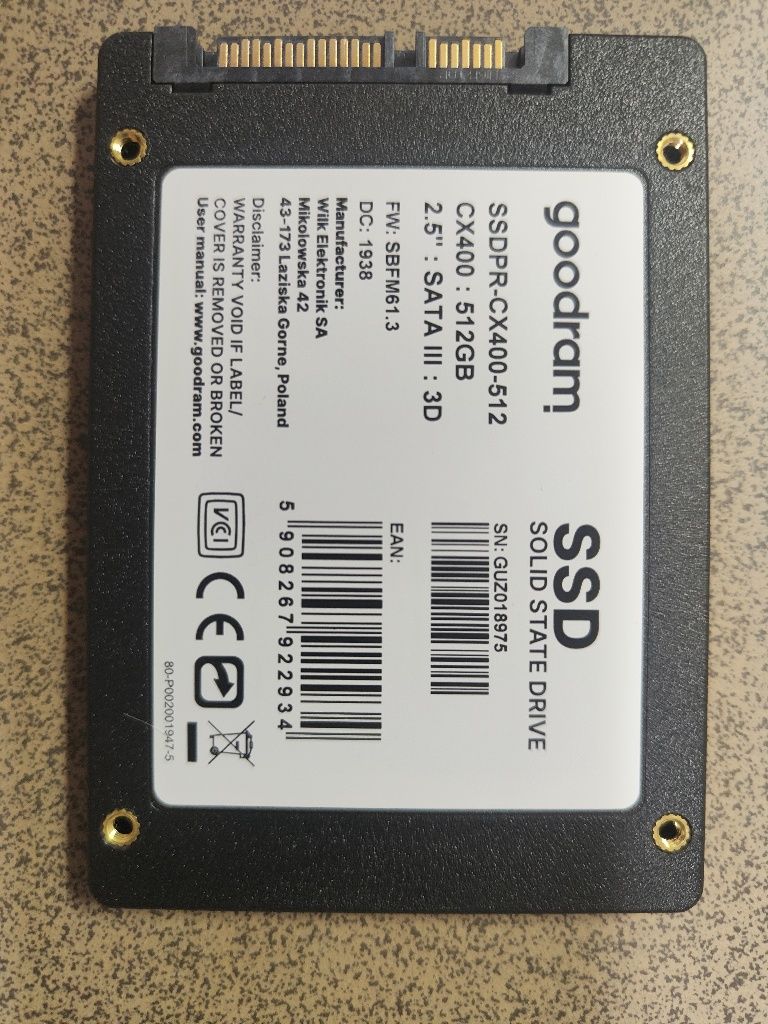 goodram
SSD
SOLID STATE DRIVE
SSDPR-CX400-512
CX400 : 512GB
2.5" : SATA III : 3D
SN: GUZ018975
FW: SBFM61.3
DC: 1938
EAN:
5 908267 922934
Manufacturer:
Wilk Elektronik SA
Mikolowska 42
43-173 Laziska Gorne, Poland
Disclaimer:
WARRANTY VOID IF LABEL/
COVER IS REMOVED OR BROKEN
User manual: www.goodram.com
VCI
CE
80-P002001947-5